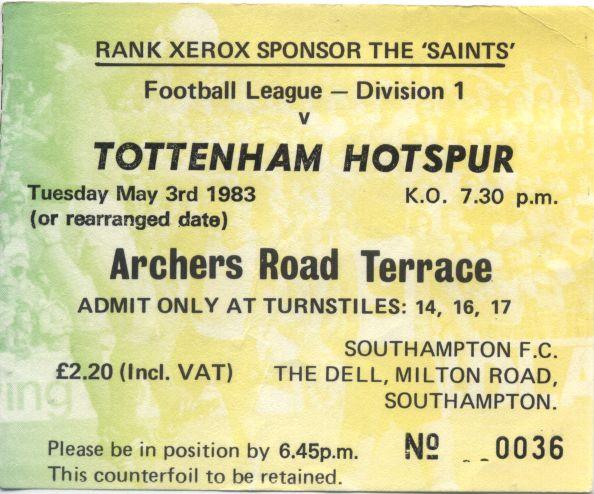 RANK XEROX SPONSOR THE 'SAINTS'
Football League – Division 1
v
TOTTENHAM HOTSPUR
Tuesday May 3rd 1983 K.O. 7.30 p.m.
(or rearranged date)
Archers Road Terrace
ADMIT ONLY AT TURNSTILES: 14, 16, 17
SOUTHAMPTON F.C.
£2.20 (Incl. VAT) THE DELL, MILTON ROAD,
SOUTHAMPTON.
Please be in position by 6.45p.m. Nº 0036
This counterfoil to be retained.